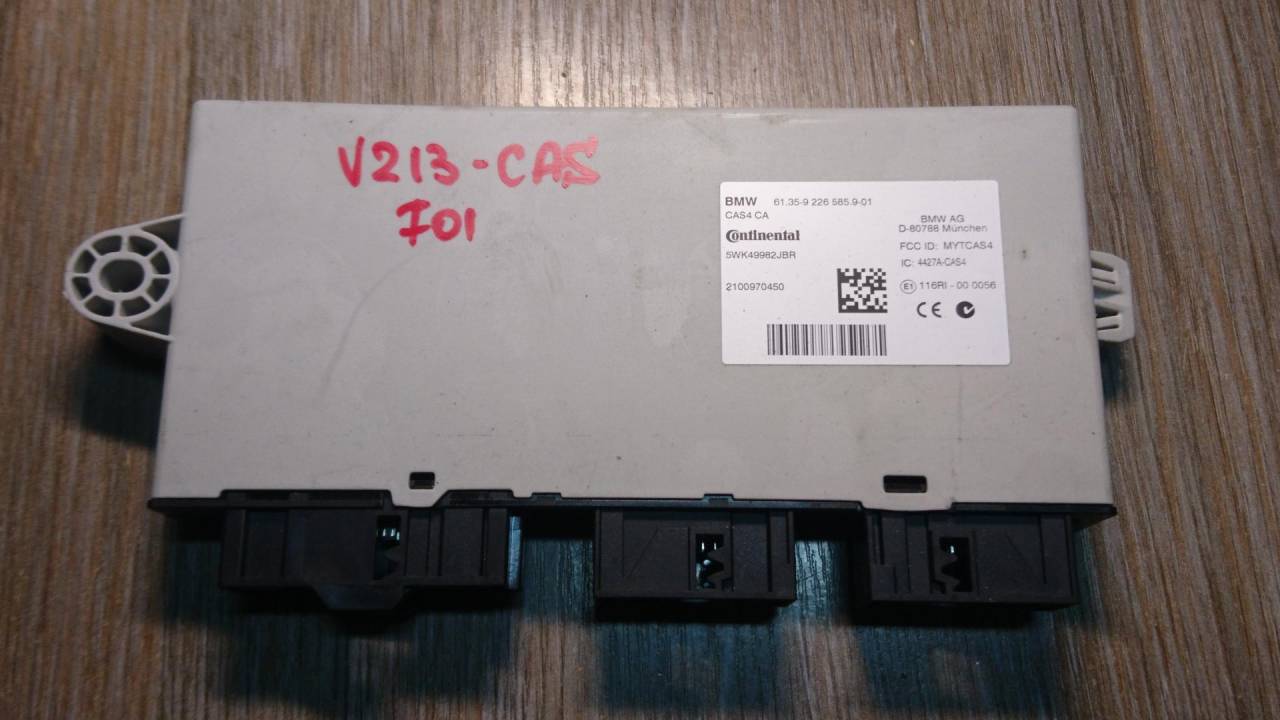 V213-CAS
701
BMW 61.35-9 226 585.9-01
CAS4 CA
Continental
5WK49982JBR
2100970450
BMW AG
D-80788 München
FCC ID: MYTCAS4
IC: 4427A-CAS4
E1 116RI - 00 0056
CE